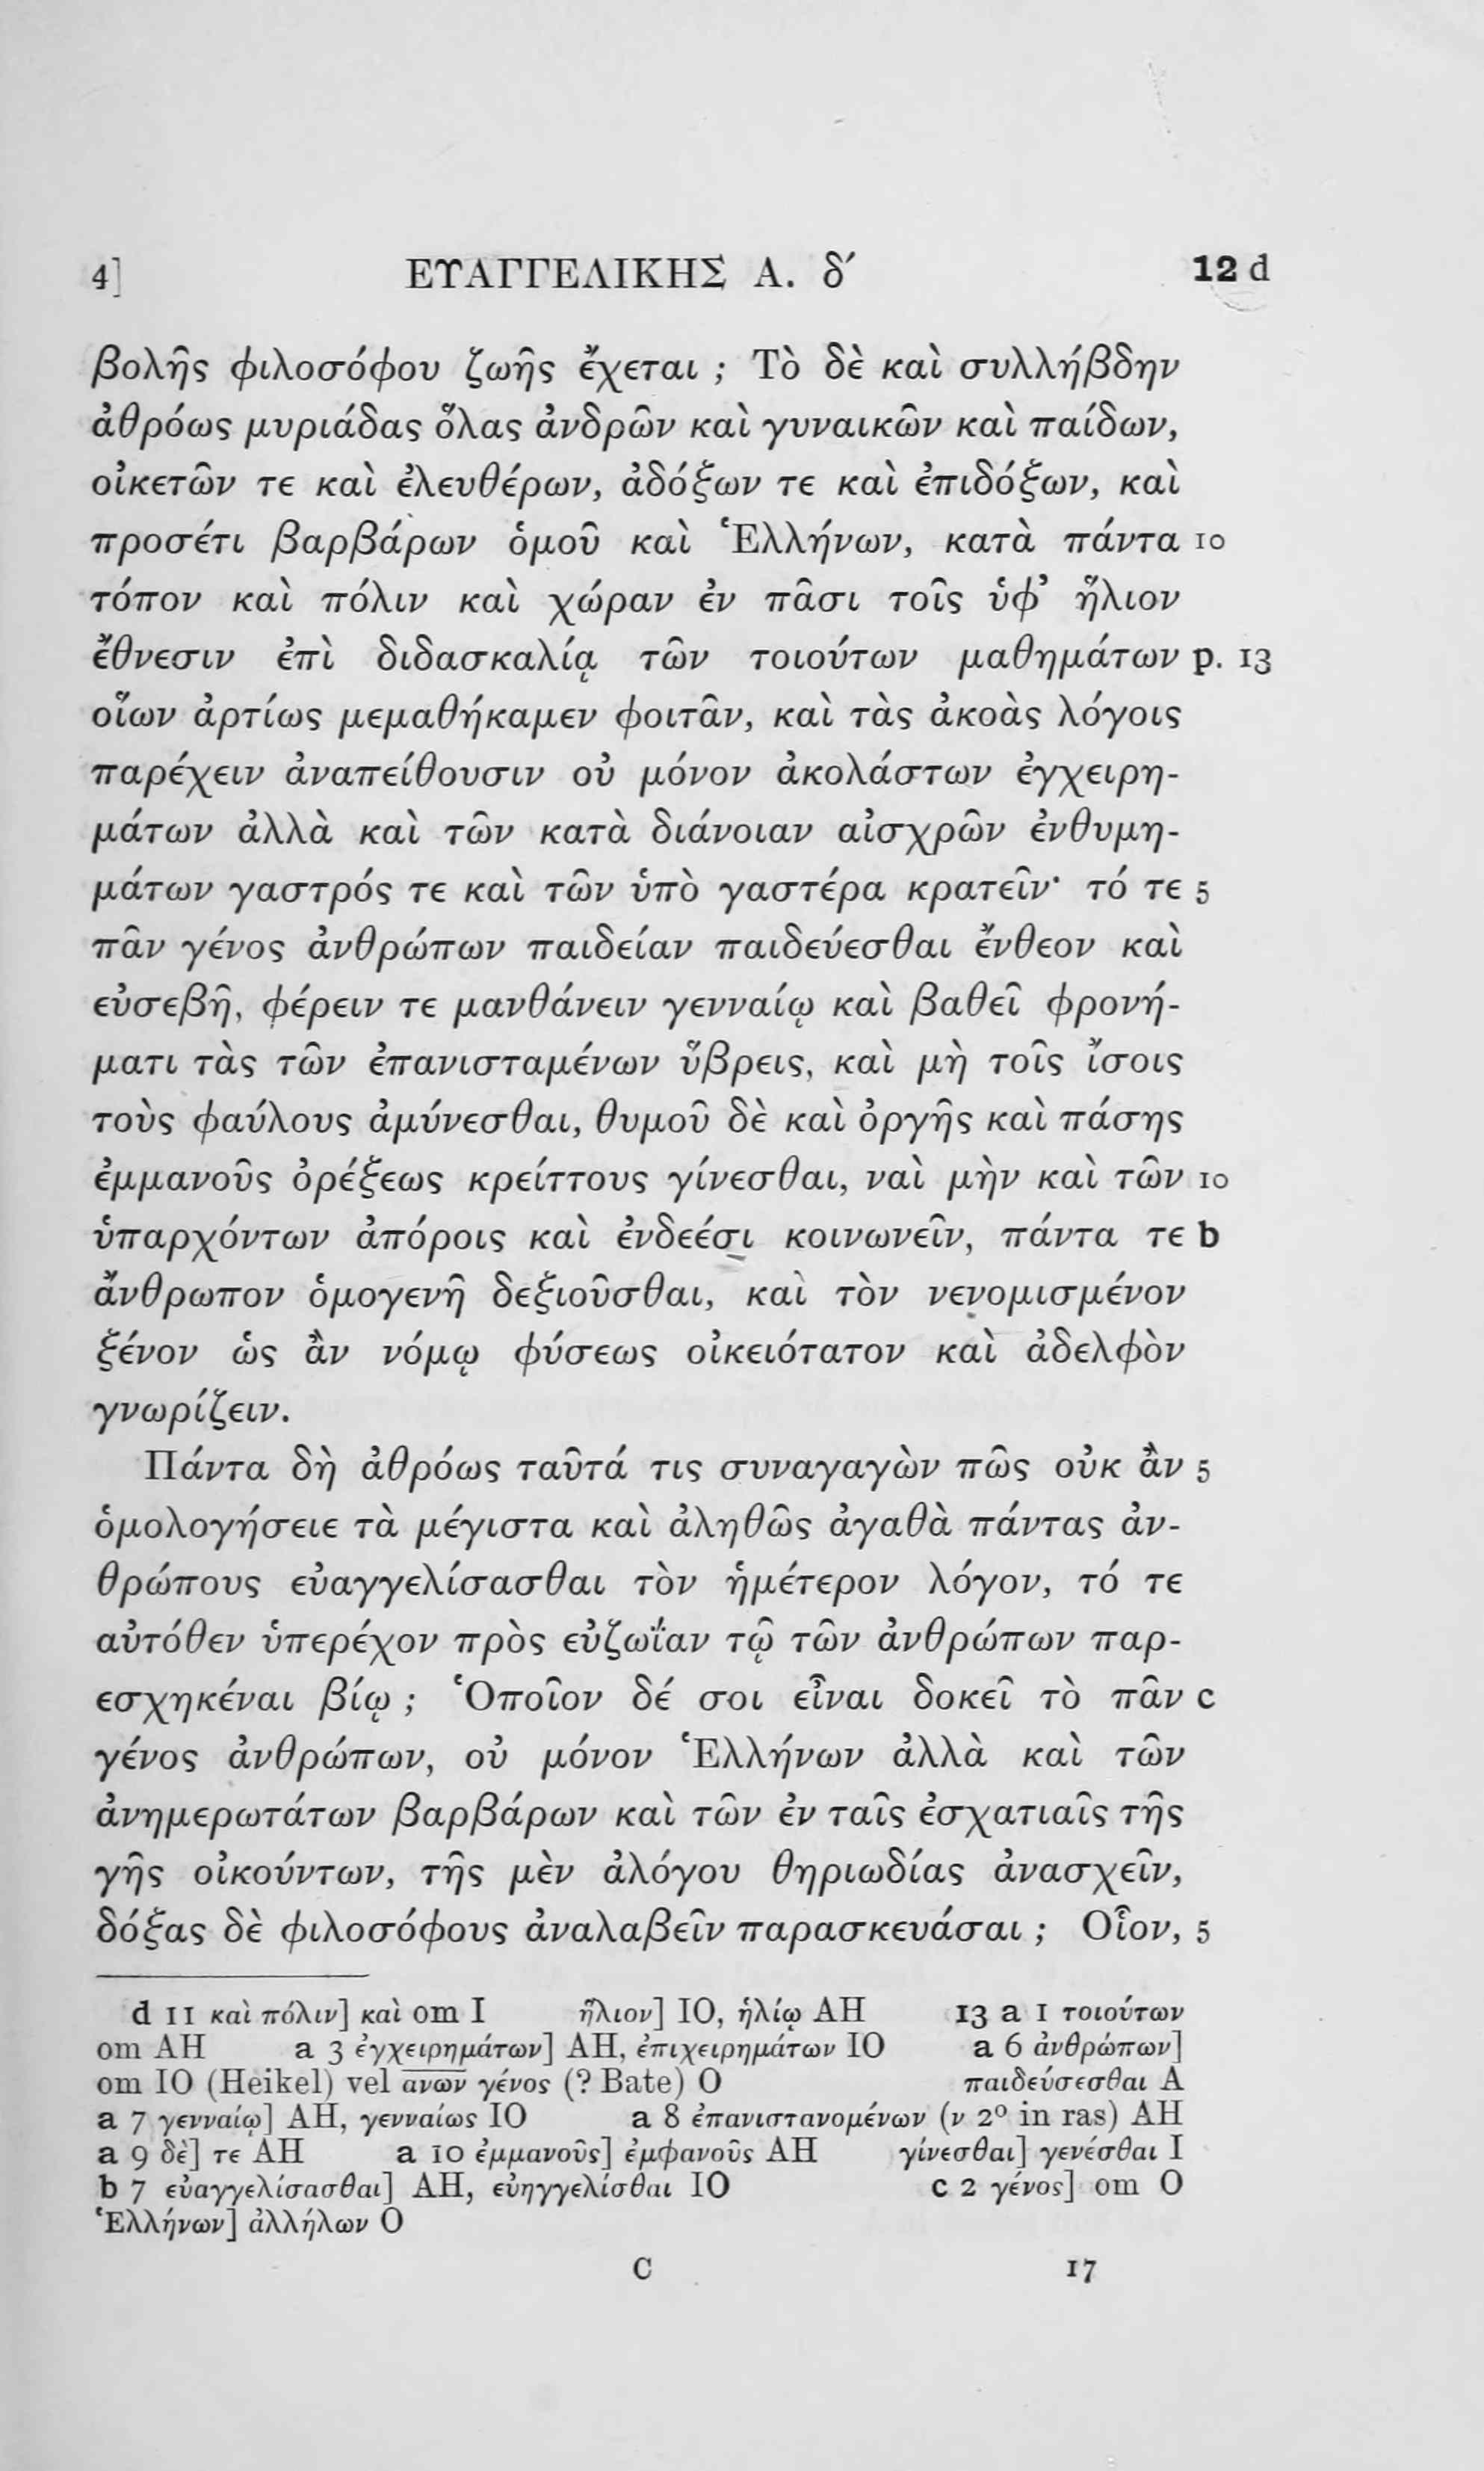 4] ΕΥΑΓΓΕΛΙΚΗΣ Α. δ′ 12 d
βολῆς φιλοσόφου ζωῆς ἔχεται ; Τὸ δὲ καὶ συλλήβδην
ἀθρόως μυριάδας ὅλας ἀνδρῶν καὶ γυναικῶν καὶ παίδων,
οἰκετῶν τε καὶ ἐλευθέρων, ἀδόξων τε καὶ ἐπιδόξων, καὶ
προσέτι βαρβάρων ὁμοῦ καὶ Ἑλλήνων, κατὰ πάντα 10
τόπον καὶ πόλιν καὶ χώραν ἐν πᾶσι τοῖς ὑφ’ ἥλιον
ἔθνεσιν ἐπὶ διδασκαλίᾳ τῶν τοιούτων μαθημάτων p. 13
οἵων ἀρτίως μεμαθήκαμεν φοιτᾶν, καὶ τὰς ἀκοὰς λόγοις
παρέχειν ἀναπείθουσιν οὐ μόνον ἀκολάστων ἐγχειρη-
μάτων ἀλλὰ καὶ τῶν κατὰ διάνοιαν αἰσχρῶν ἐνθυμη-
μάτων γαστρός τε καὶ τῶν ὑπὸ γαστέρα κρατεῖν· τό τε 5
πᾶν γένος ἀνθρώπων παιδείαν παιδεύεσθαι ἔνθεον καὶ
εὐσεβῆ, φέρειν τε μανθάνειν γενναίῳ καὶ βαθεῖ φρονή-
ματι τὰς τῶν ἐπανισταμένων ὕβρεις, καὶ μὴ τοῖς ἴσοις
τοὺς φαύλους ἀμύνεσθαι, θυμοῦ δὲ καὶ ὀργῆς καὶ πάσης
ἐμμανοῦς ὀρέξεως κρείττους γίνεσθαι, ναὶ μὴν καὶ τῶν 10
ὑπαρχόντων ἀπόροις καὶ ἐνδεέσι κοινωνεῖν, πάντα τε b
ἄνθρωπον ὁμογενῆ δεξιοῦσθαι, καὶ τὸν νενομισμένον
ξένον ὡς ἂν νόμῳ φύσεως οἰκειότατον καὶ ἀδελφὸν
γνωρίζειν.
Πάντα δὴ ἀθρόως ταῦτά τις συναγαγὼν πῶς οὐκ ἂν 5
ὁμολογήσειε τὰ μέγιστα καὶ ἀληθῶς ἀγαθὰ πάντας ἀν-
θρώπους εὐαγγελίσασθαι τὸν ἡμέτερον λόγον, τό τε
αὐτόθεν ὑπερέχον πρὸς εὐζωΐαν τῷ τῶν ἀνθρώπων παρ-
εσχηκέναι βίῳ ; Ὁποῖον δέ σοι εἶναι δοκεῖ τὸ πᾶν c
γένος ἀνθρώπων, οὐ μόνον Ἑλλήνων ἀλλὰ καὶ τῶν
ἀνημερωτάτων βαρβάρων καὶ τῶν ἐν ταῖς ἐσχατιαῖς τῆς
γῆς οἰκούντων, τῆς μὲν ἀλόγου θηριωδίας ἀνασχεῖν,
δόξας δὲ φιλοσόφους ἀναλαβεῖν παρασκευάσαι ; Οἷον, 5
d 11 καὶ πόλιν] καὶ om I ἥλιον] IO, ἡλίῳ AH 13 a 1 τοιούτων
om AH a 3 ἐγχειρημάτων] AH, ἐπιχειρημάτων IO a 6 ἀνθρώπων]
om IO (Heikel) vel α̅ν̅ω̅ν̅ γένος (? Bate) O παιδεύσεσθαι A
a 7 γενναίῳ] AH, γενναίως IO a 8 ἐπανιστανομένων (ν 2⁰ in ras) AH
a 9 δὲ] τε AH a 10 ἐμμανοῦς] ἐμφανοῦς AH γίνεσθαι] γενέσθαι I
b 7 εὐαγγελίσασθαι] AH, εὐηγγελίσθαι IO c 2 γένος] om O
Ἑλλήνων] ἀλλήλων O
C 17